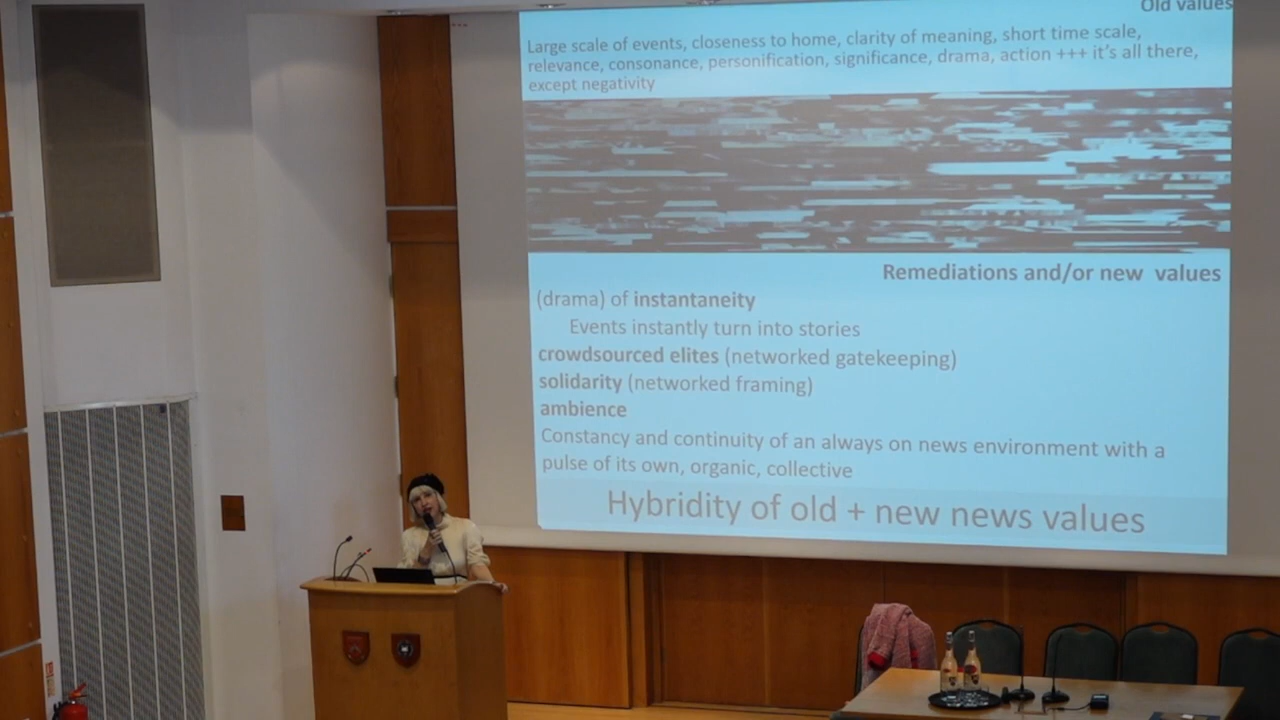 Old values
Large scale of events, closeness to home, clarity of meaning, short time scale,
relevance, consonance, personification, significance, drama, action +++ it's all there,
except negativity
Remediations and/or new values
(drama) of instantaneity
Events instantly turn into stories
crowdsourced elites (networked gatekeeping)
solidarity (networked framing)
ambience
Constancy and continuity of an always on news environment with a
pulse of its own, organic, collective
Hybridity of old + new news values